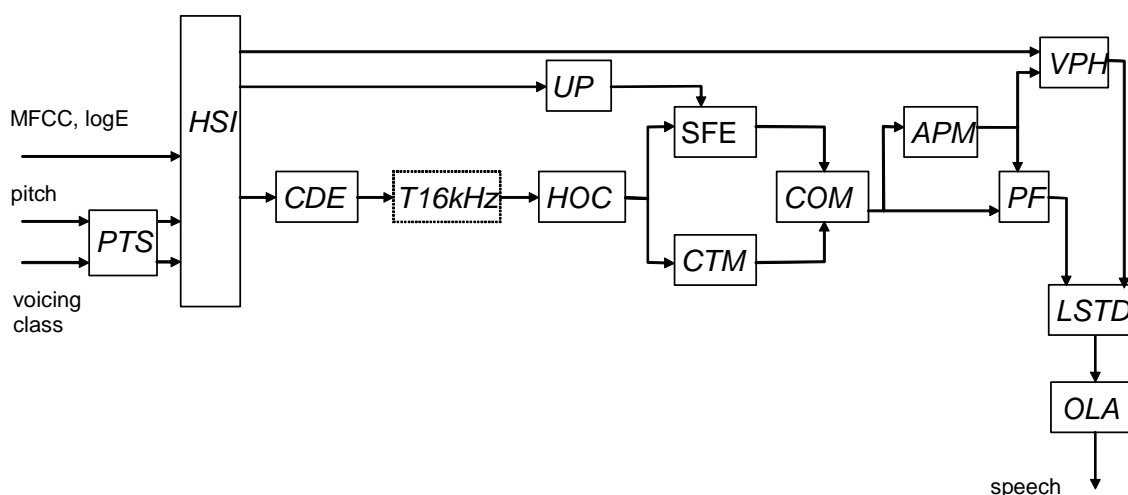 VPH
UP
MFCC, logE
HSI
SFE
APM
pitch
CDE
T16kHz
HOC
COM
PF
PTS
CTM
voicing
class
LSTD
OLA
speech